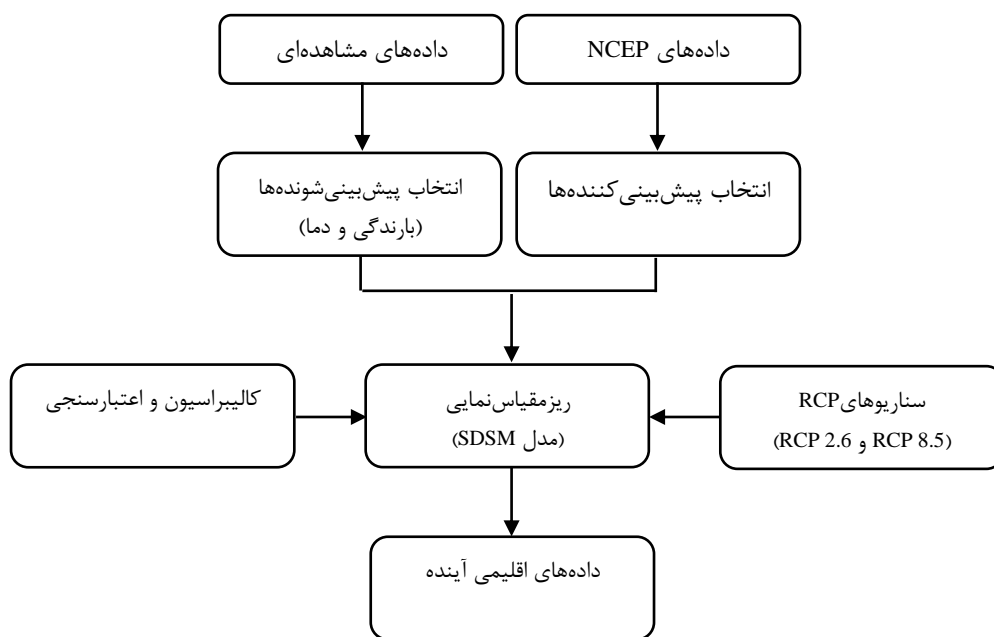 داده‌های مشاهده‌ای
داده‌های NCEP
انتخاب پیش‌بینی‌شونده‌ها
(بارندگی و دما)
انتخاب پیش‌بینی‌کننده‌ها
سناریوهایRCP
(RCP 8.5 و RCP 2.6)
ریزمقیاس‌نمایی
(مدل SDSM)
کالیبراسیون و اعتبارسنجی
داده‌های اقلیمی آینده